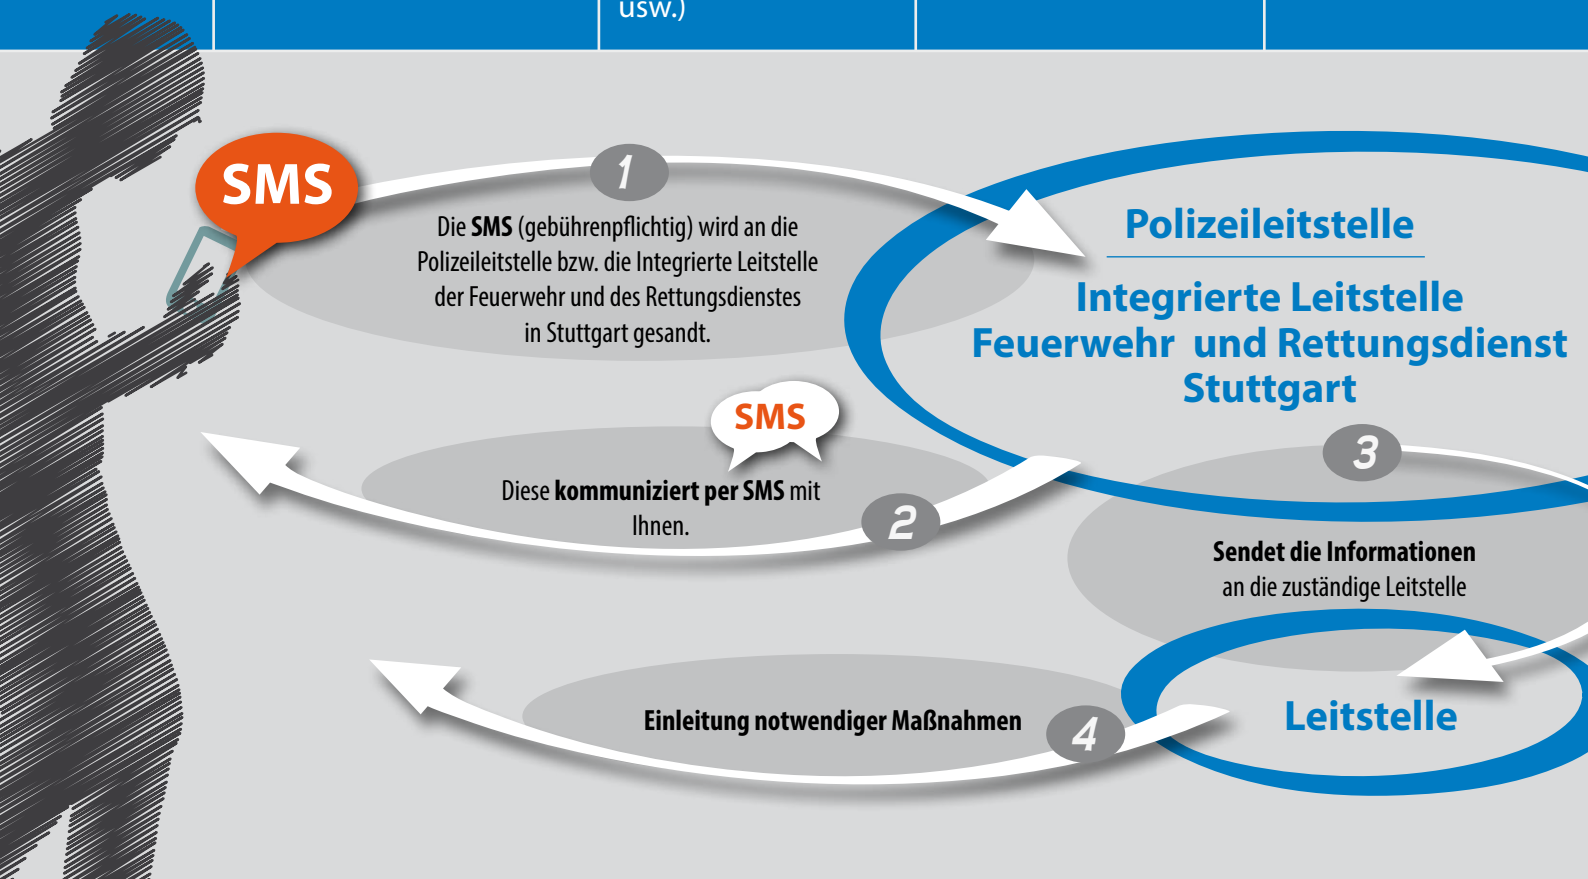 usw.)
SMS
1
Die SMS (gebührenpflichtig) wird an die
Polizeileitstelle bzw. die Integrierte Leitstelle
der Feuerwehr und des Rettungsdienstes
in Stuttgart gesandt.
Polizeileitstelle
Integrierte Leitstelle
Feuerwehr und Rettungsdienst
Stuttgart
SMS
Diese kommuniziert per SMS mit
Ihnen.
2
3
Sendet die Informationen
an die zuständige Leitstelle
Einleitung notwendiger Maßnahmen
4
Leitstelle